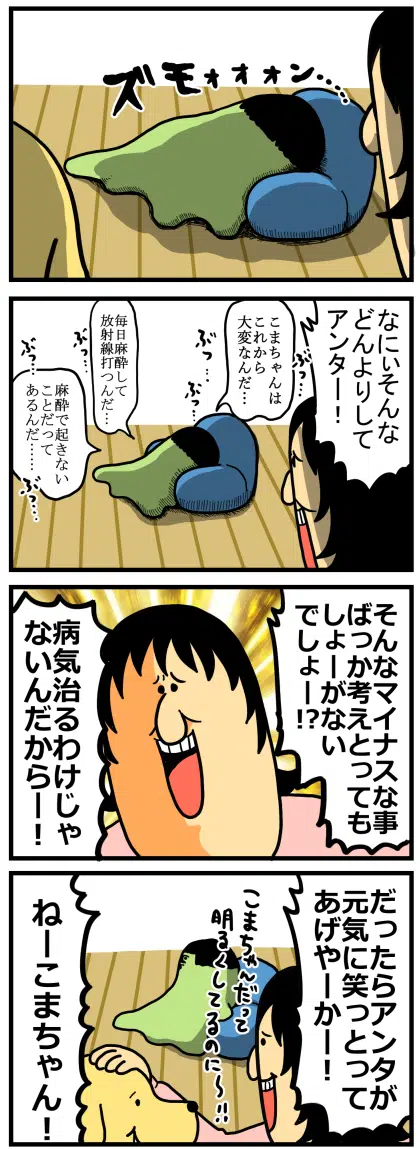 ズモォォォン……
なにぃそんな
どんよりして
アンター!
こまちゃんは
これから
大変なんだ…
ぶっ…
ぶっ…
毎日麻酔して
放射線打つんだ…
ぶっ…
麻酔で起きない
ことだって
あるんだ……
ぶっ…
そんなマイナスな事
ばっか考えとっても
しょーがない
でしょー!?
病気治るわけじゃ
ないんだからー!
だったらアンタが
元気に笑っとって
あげやーかー!
こまちゃんだって
明るくしてるのに〜!!
ねーこまちゃん!